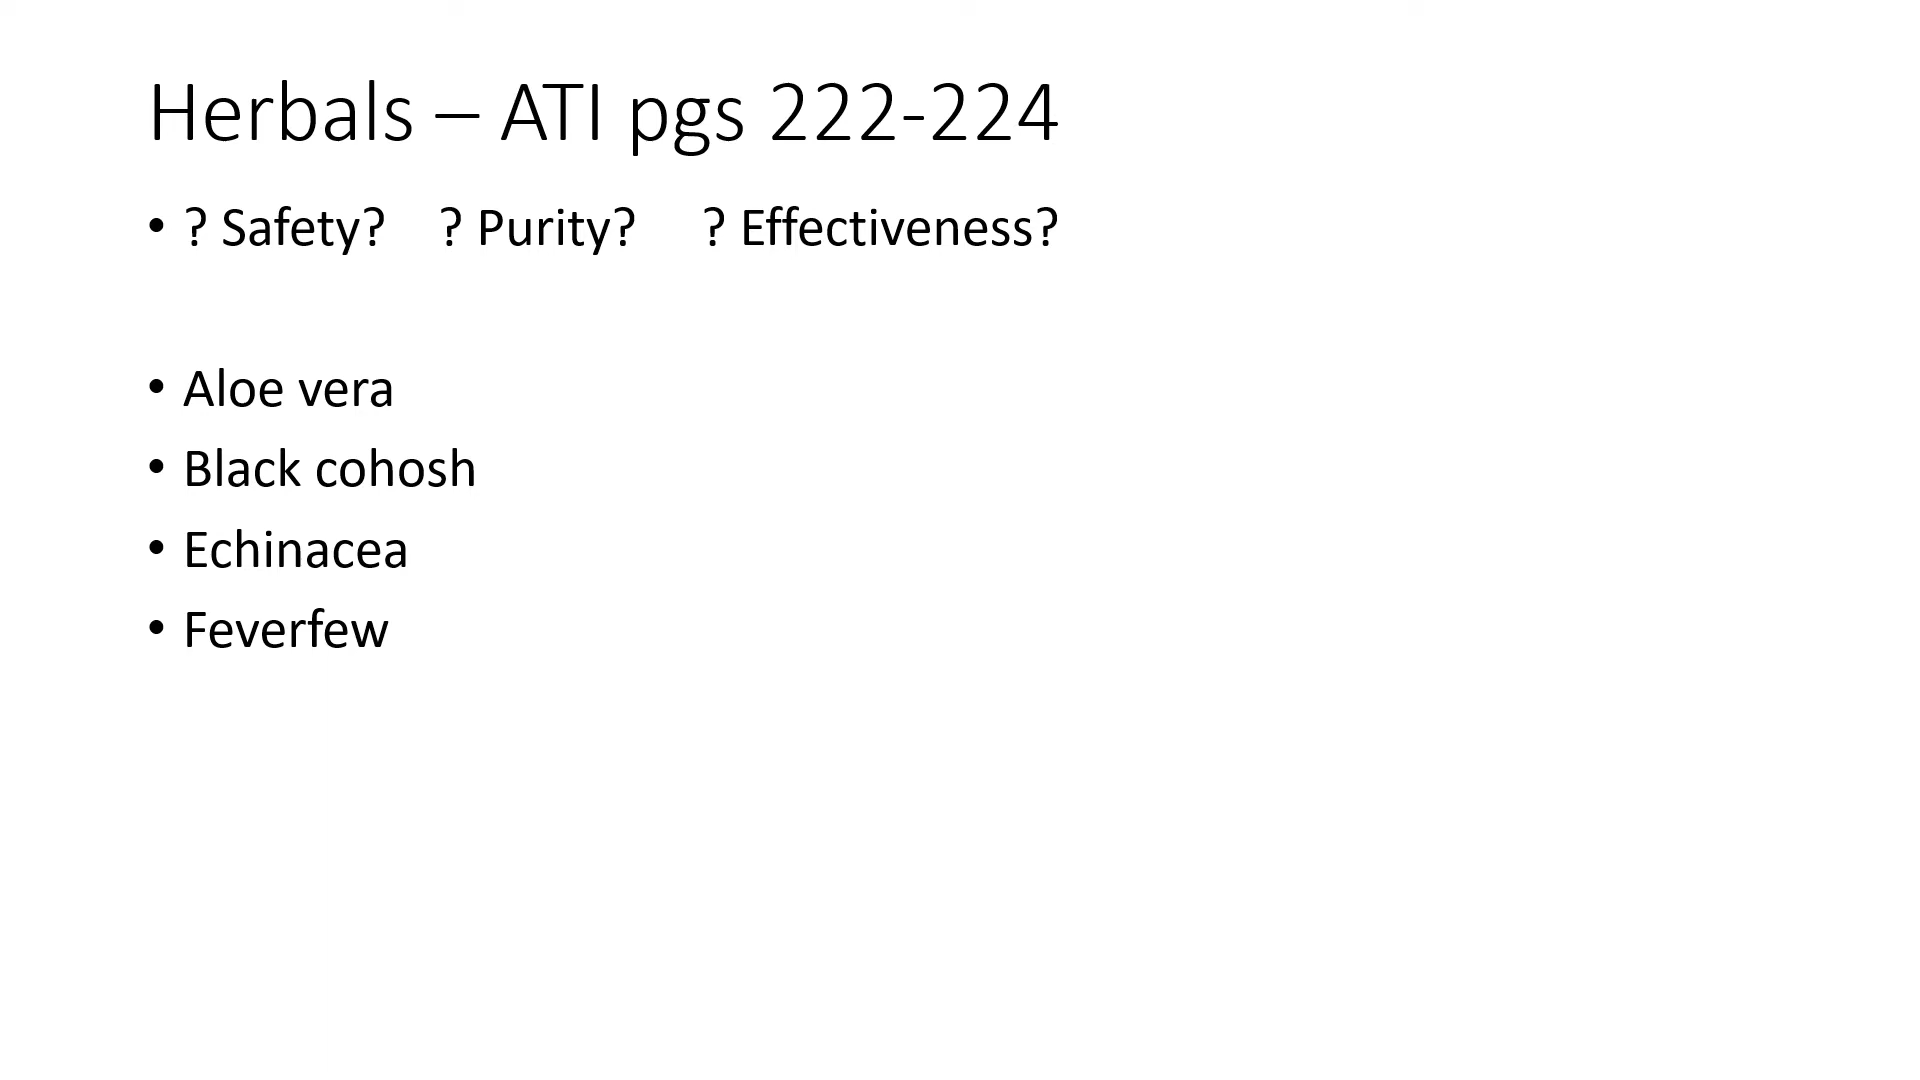 Herbals – ATI pgs 222-224
• ? Safety? ? Purity? ? Effectiveness?
• Aloe vera
• Black cohosh
• Echinacea
• Feverfew